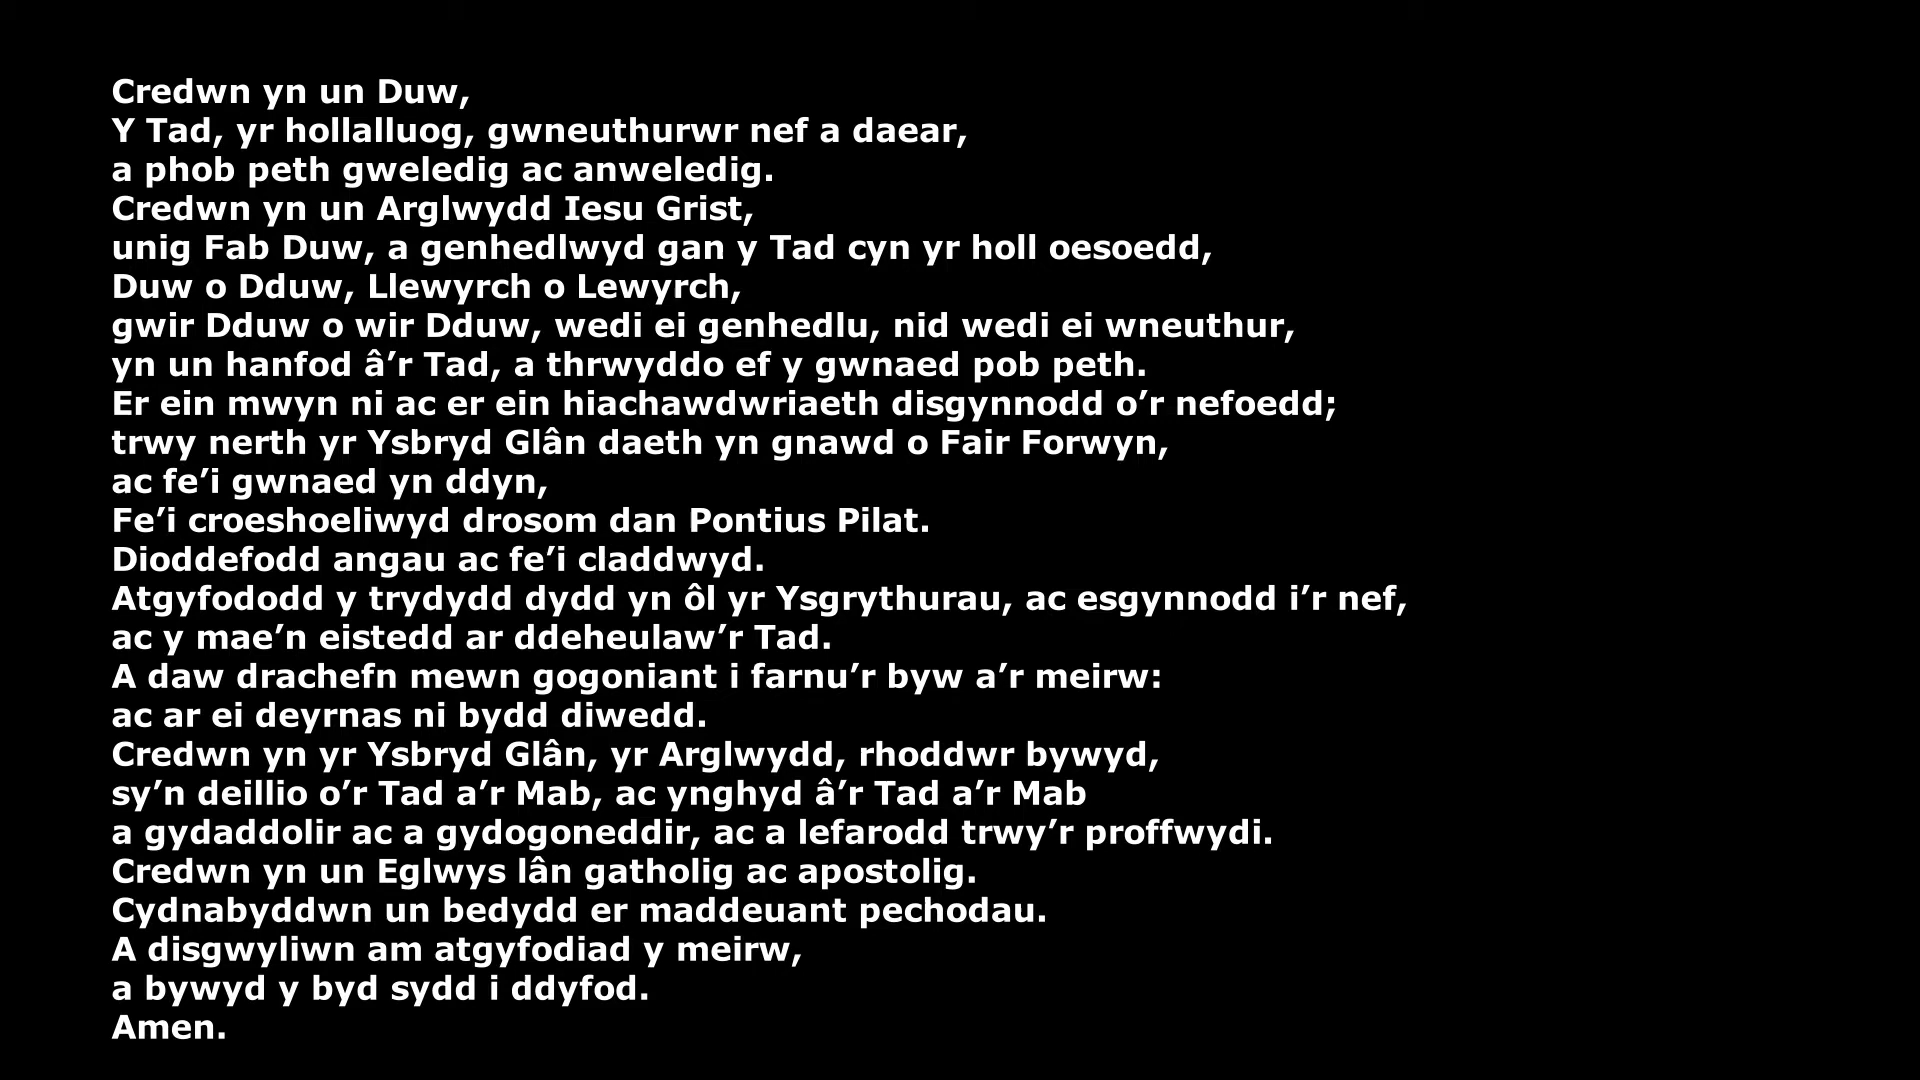 Credwn yn un Duw,
Y Tad, yr hollalluog, gwneuthurwr nef a daear,
a phob peth gweledig ac anweledig.
Credwn yn un Arglwydd Iesu Grist,
unig Fab Duw, a genhedlwyd gan y Tad cyn yr holl oesoedd,
Duw o Dduw, Llewyrch o Lewyrch,
gwir Dduw o wir Dduw, wedi ei genhedlu, nid wedi ei wneuthur,
yn un hanfod â’r Tad, a thrwyddo ef y gwnaed pob peth.
Er ein mwyn ni ac er ein hiachawdwriaeth disgynnodd o’r nefoedd;
trwy nerth yr Ysbryd Glân daeth yn gnawd o Fair Forwyn,
ac fe’i gwnaed yn ddyn,
Fe’i croeshoeliwyd drosom dan Pontius Pilat.
Dioddefodd angau ac fe’i claddwyd.
Atgyfododd y trydydd dydd yn ôl yr Ysgrythurau, ac esgynnodd i’r nef,
ac y mae’n eistedd ar ddeheulaw’r Tad.
A daw drachefn mewn gogoniant i farnu’r byw a’r meirw:
ac ar ei deyrnas ni bydd diwedd.
Credwn yn yr Ysbryd Glân, yr Arglwydd, rhoddwr bywyd,
sy’n deillio o’r Tad a’r Mab, ac ynghyd â’r Tad a’r Mab
a gydaddolir ac a gydogoneddir, ac a lefarodd trwy’r proffwydi.
Credwn yn un Eglwys lân gatholig ac apostolig.
Cydnabyddwn un bedydd er maddeuant pechodau.
A disgwyliwn am atgyfodiad y meirw,
a bywyd y byd sydd i ddyfod.
Amen.